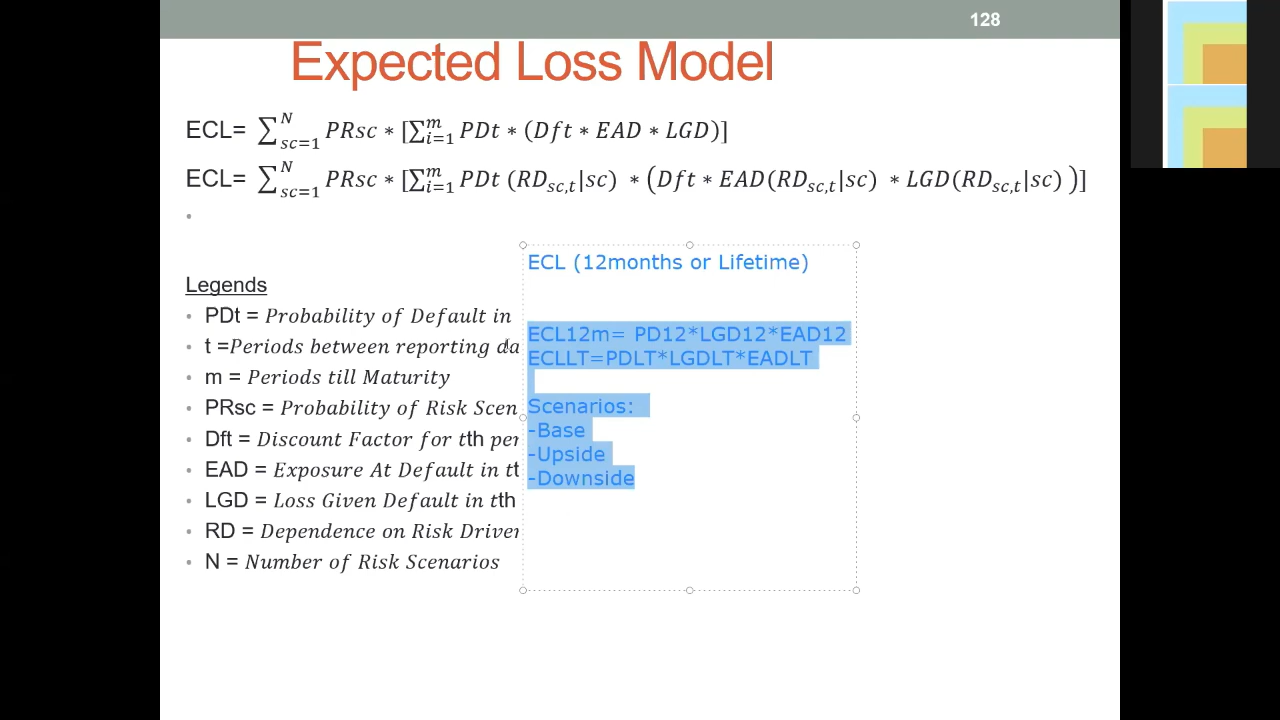 128
Expected Loss Model
ECL= ∑_{sc=1}^{N} PRsc * [∑_{i=1}^{m} PDt * (Dft * EAD * LGD)]
ECL= ∑_{sc=1}^{N} PRsc * [∑_{i=1}^{m} PDt (RD_{sc,t}|sc) * (Dft * EAD(RD_{sc,t}|sc) * LGD(RD_{sc,t}|sc) )]
•
Legends
• PDt = Probability of Default in
• t =Periods between reporting da
• m = Periods till Maturity
• PRsc = Probability of Risk Scen
• Dft = Discount Factor for tth per
• EAD = Exposure At Default in tt
• LGD = Loss Given Default in tth
• RD = Dependence on Risk Driver
• N = Number of Risk Scenarios
ECL (12months or Lifetime)
ECL12m= PD12*LGD12*EAD12
ECLLT=PDLT*LGDLT*EADLT
Scenarios:
-Base
-Upside
-Downside